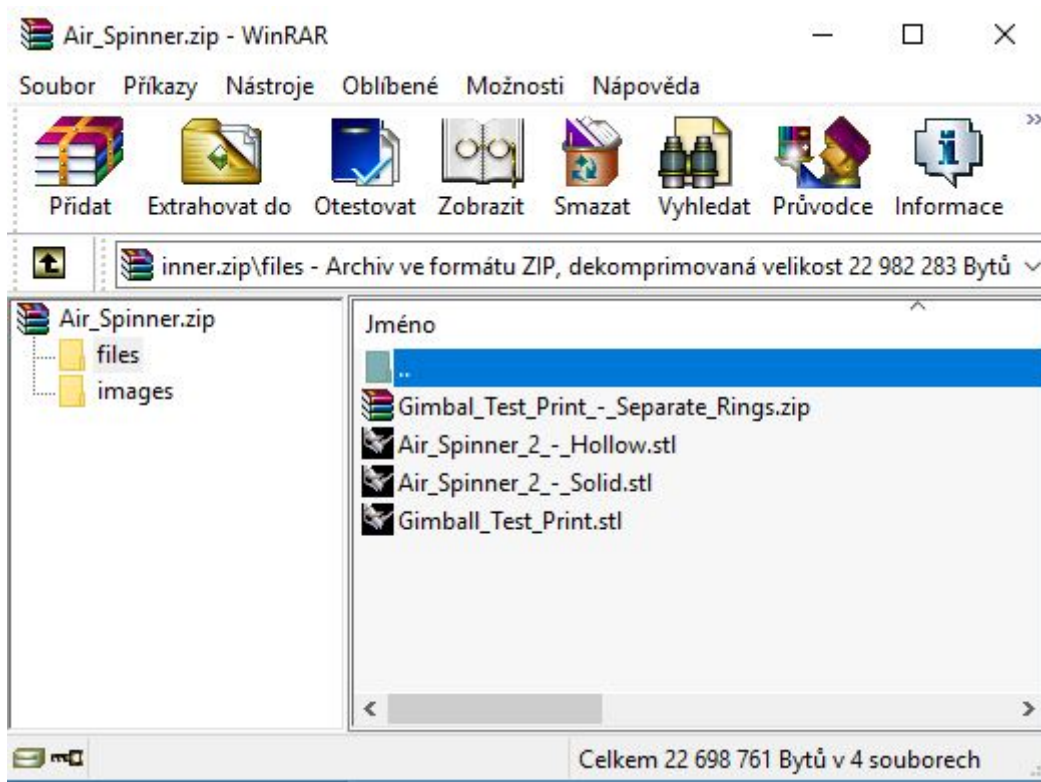 Air_Spinner.zip - WinRAR
Soubor Příkazy Nástroje Oblíbené Možnosti Nápověda
Přidat Extrahovat do Otestovat Zobrazit Smazat Vyhledat Průvodce Informace
inner.zip\files - Archiv ve formátu ZIP, dekomprimovaná velikost 22 982 283 Bytů
Air_Spinner.zip
files
images
Jméno
..
Gimbal_Test_Print_-_Separate_Rings.zip
Air_Spinner_2_-_Hollow.stl
Air_Spinner_2_-_Solid.stl
Gimball_Test_Print.stl
Celkem 22 698 761 Bytů v 4 souborech